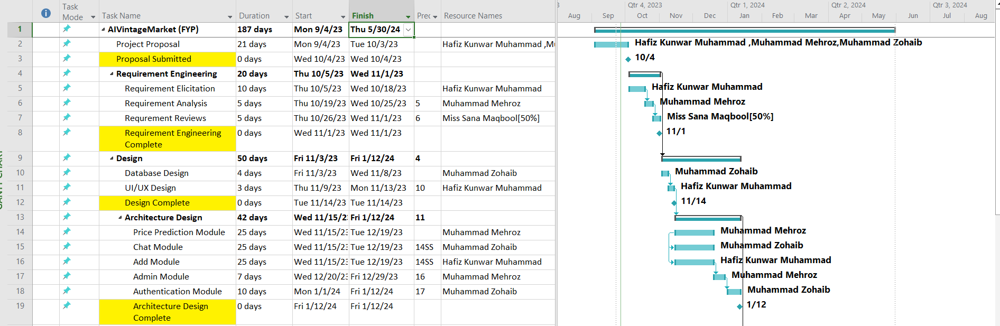 Task Mode Task Name Duration Start Finish Prec Resource Names
1 AIVintageMarket (FYP) 187 days Mon 9/4/23 Thu 5/30/24
2 Project Proposal 21 days Mon 9/4/23 Tue 10/3/23 Hafiz Kunwar Muhammad ,Mu
3 Proposal Submitted 0 days Wed 10/4/23 Wed 10/4/23
4 Requirement Engineering 20 days Thu 10/5/23 Wed 11/1/23
5 Requirement Elicitation 10 days Thu 10/5/23 Wed 10/18/23 Hafiz Kunwar Muhammad
6 Requirement Analysis 5 days Thu 10/19/23 Wed 10/25/23 5 Muhammad Mehroz
7 Requrement Reviews 5 days Thu 10/26/23 Wed 11/1/23 6 Miss Sana Maqbool[50%]
8 Requirement Engineering Complete 0 days Wed 11/1/23 Wed 11/1/23
9 Design 50 days Fri 11/3/23 Fri 1/12/24 4
10 Database Design 4 days Fri 11/3/23 Wed 11/8/23 Muhammad Zohaib
11 UI/UX Design 3 days Thu 11/9/23 Mon 11/13/23 10 Hafiz Kunwar Muhammad
12 Design Complete 0 days Tue 11/14/23 Tue 11/14/23
13 Architecture Design 42 days Wed 11/15/2 Fri 1/12/24 11
14 Price Prediction Module 25 days Wed 11/15/23 Tue 12/19/23 Muhammad Mehroz
15 Chat Module 25 days Wed 11/15/23 Tue 12/19/23 14SS Muhammad Zohaib
16 Add Module 25 days Wed 11/15/23 Tue 12/19/23 14SS Hafiz Kunwar Muhammad
17 Admin Module 7 days Wed 12/20/23 Fri 12/29/23 16 Muhammad Mehroz
18 Authentication Module 10 days Mon 1/1/24 Fri 1/12/24 17 Muhammad Zohaib
19 Architecture Design Complete 0 days Fri 1/12/24 Fri 1/12/24
3 Qtr 4, 2023 Qtr 1, 2024 Qtr 2, 2024 Qtr 3, 2024
Aug Sep Oct Nov Dec Jan Feb Mar Apr May Jun Jul Aug
Hafiz Kunwar Muhammad ,Muhammad Mehroz,Muhammad Zohaib
10/4
Hafiz Kunwar Muhammad
Muhammad Mehroz
Miss Sana Maqbool[50%]
11/1
Muhammad Zohaib
Hafiz Kunwar Muhammad
11/14
Muhammad Mehroz
Muhammad Zohaib
Hafiz Kunwar Muhammad
Muhammad Mehroz
Muhammad Zohaib
1/12